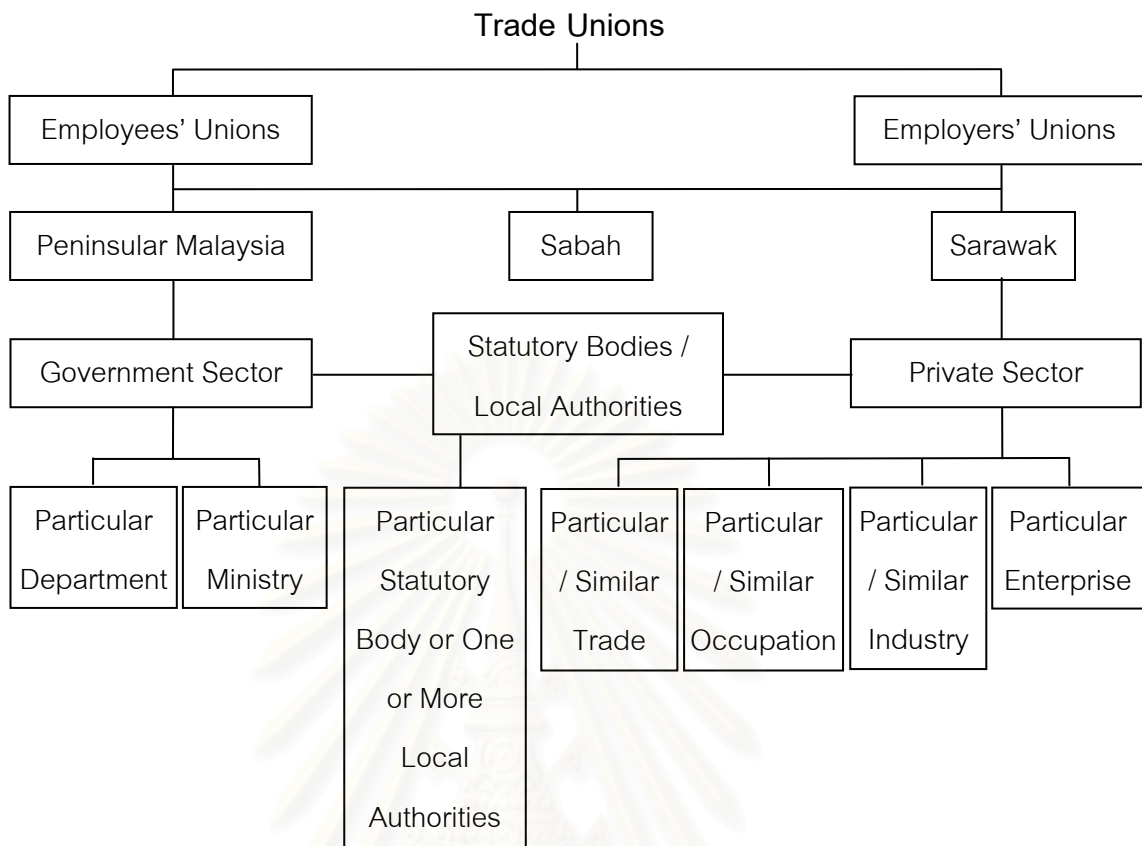 Trade Unions
Employees’ Unions
Employers’ Unions
Peninsular Malaysia
Sabah
Sarawak
Government Sector
Statutory Bodies /
Local Authorities
Private Sector
Particular
Department
Particular
Ministry
Particular
Statutory
Body or One
or More
Local
Authorities
Particular
/ Similar
Trade
Particular
/ Similar
Occupation
Particular
/ Similar
Industry
Particular
Enterprise